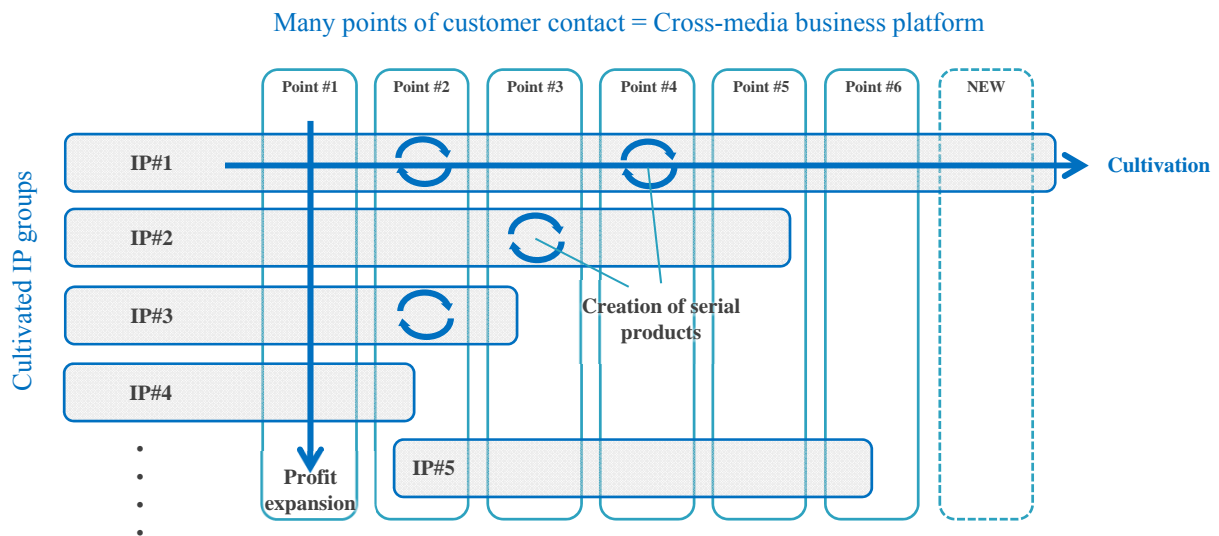 Many points of customer contact = Cross-media business platform
Point #1
Point #2
Point #3
Point #4
Point #5
Point #6
NEW
Cultivated IP groups
IP#1
Cultivation
IP#2
Creation of serial
products
IP#3
IP#4
IP#5
Profit
expansion